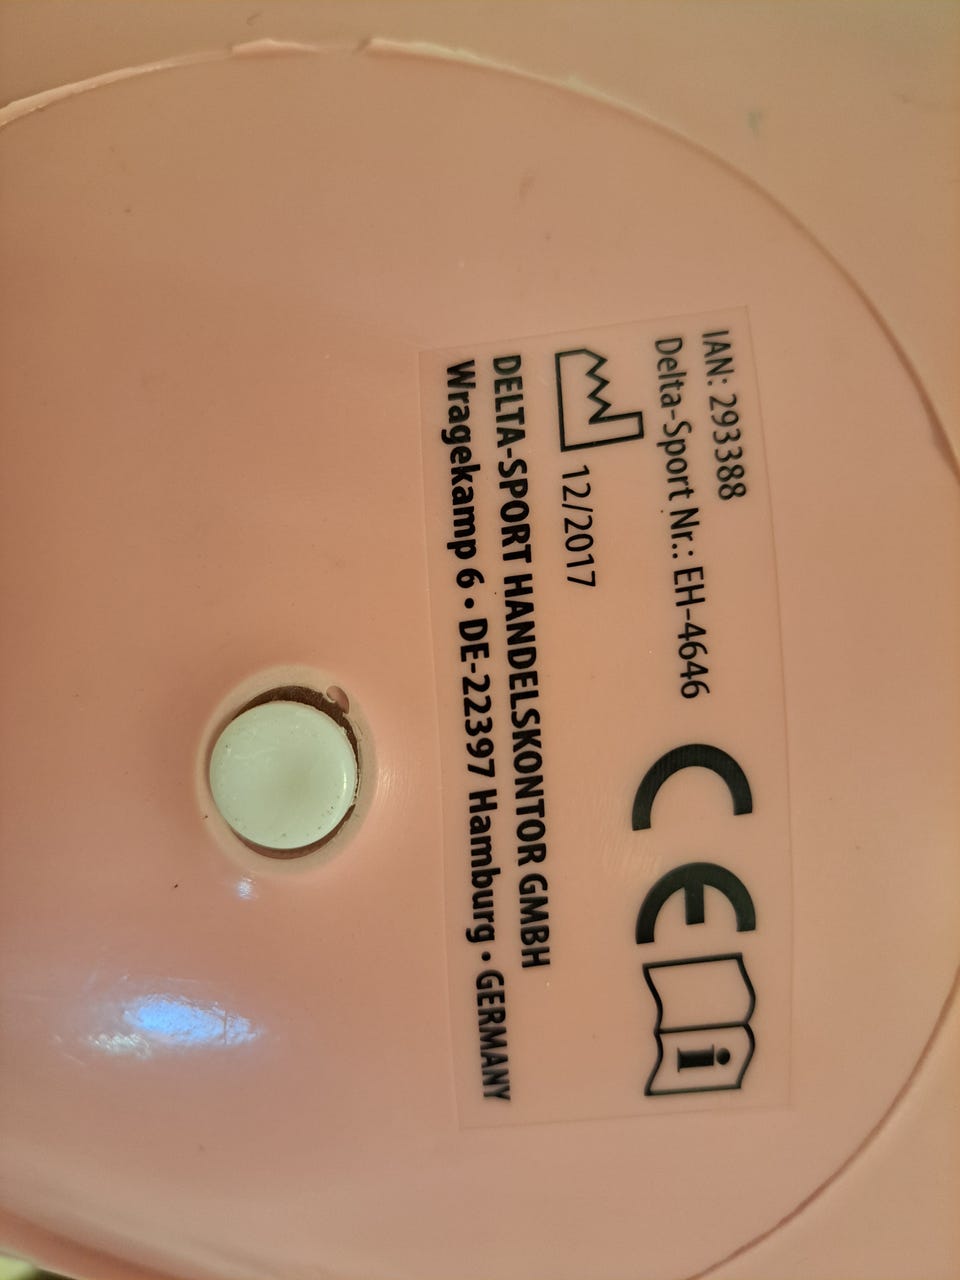 IAN: 293388
Delta-Sport Nr.: EH-4646
CE
i
12/2017
DELTA-SPORT HANDELSKONTOR GMBH
Wragekamp 6 • DE-22397 Hamburg • GERMANY